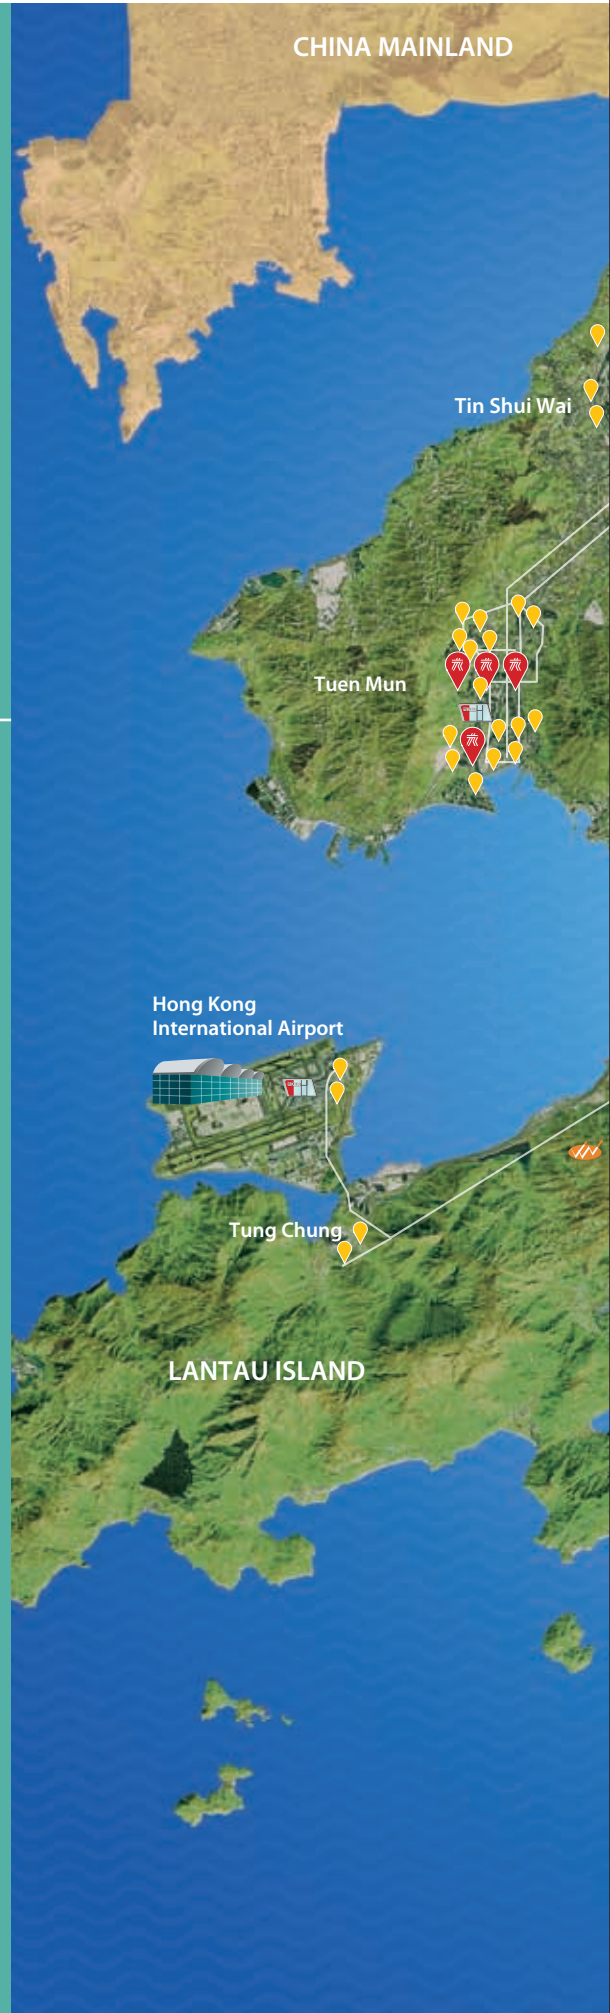 CHINA MAINLAND
Tin Shui Wai
Tuen Mun
Hong Kong
International Airport
Tung Chung
LANTAU ISLAND